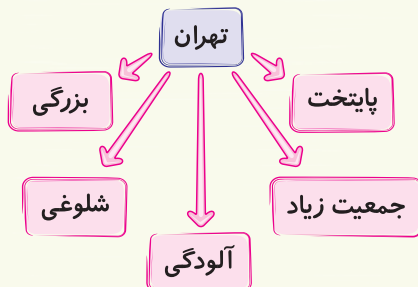 تهران
پایتخت
بزرگی
جمعیت زیاد
شلوغی
آلودگی